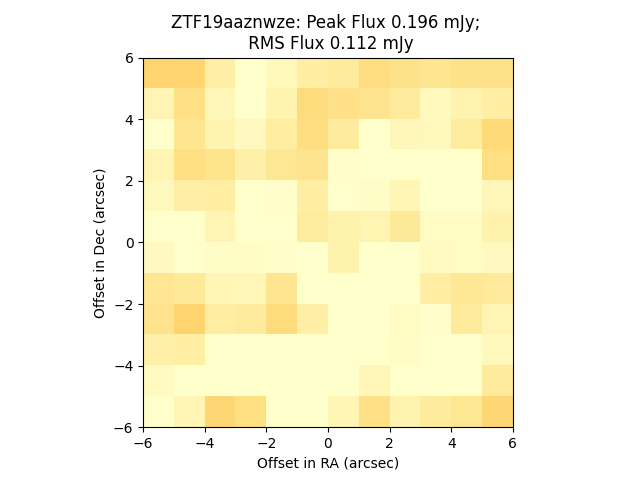 ZTF19aaznwze: Peak Flux 0.196 mJy;
RMS Flux 0.112 mJy
6
4
2
0
−2
−4
−6
Offset in Dec (arcsec)
−6 −4 −2 0 2 4 6
Offset in RA (arcsec)